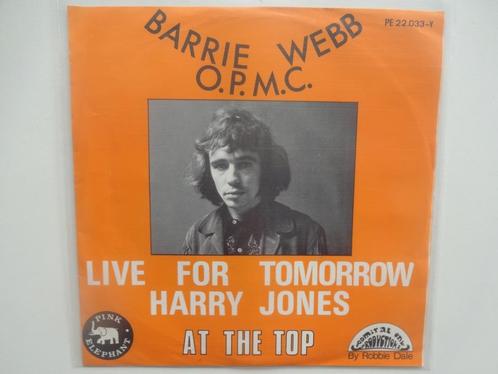 BARRIE WEBB
O.P.M.C.
PE 22.033-Y
LIVE FOR TOMORROW
HARRY JONES
AT THE TOP
PINK
ELEPHANT
By Robbie Dale